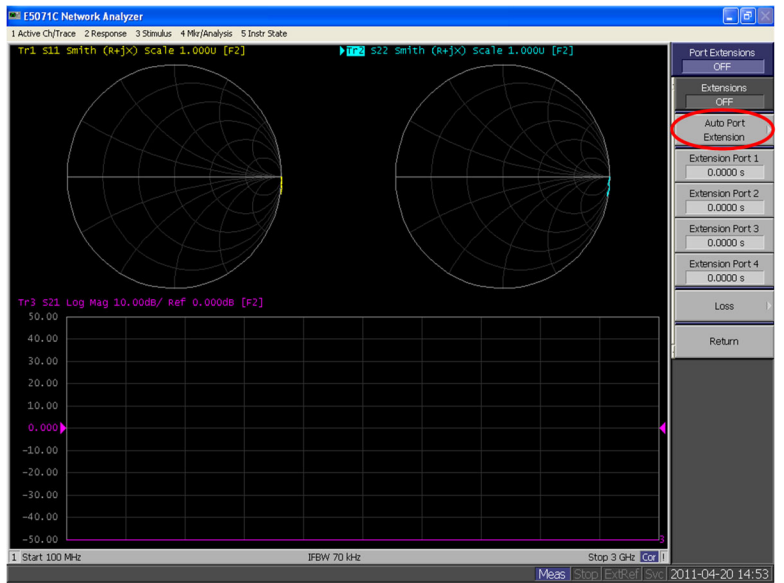 E5071C Network Analyzer
1 Active Ch/Trace 2 Response 3 Stimulus 4 Mkr/Analysis 5 Instr State
Tr1 S11 Smith (R+jX) Scale 1.000U [F2]
Tr2 S22 Smith (R+jX) Scale 1.000U [F2]
Port Extensions
OFF
Extensions
OFF
Auto Port
Extension
Extension Port 1
0.0000 s
Extension Port 2
0.0000 s
Extension Port 3
0.0000 s
Extension Port 4
0.0000 s
Loss
Return
Tr3 S21 Log Mag 10.00dB/ Ref 0.000dB [F2]
50.00
40.00
30.00
20.00
10.00
0.000
-10.00
-20.00
-30.00
-40.00
-50.00
3
1 Start 100 MHz IFBW 70 kHz Stop 3 GHz Cor !
Meas Stop ExtRef Svc 2011-04-20 14:53